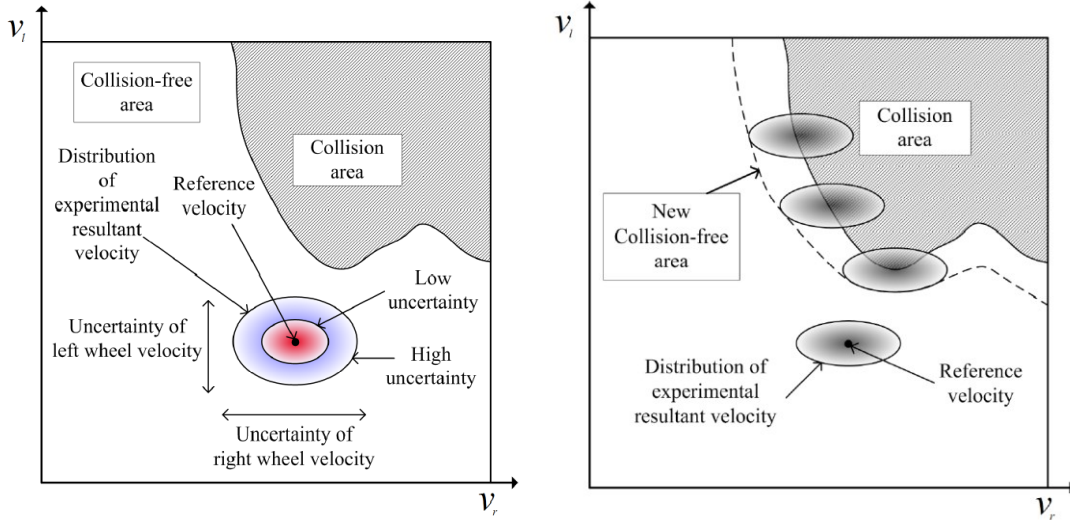 v_l
Collision-free
area
Collision
area
Distribution
of
experimental
resultant
velocity
Reference
velocity
Low
uncertainty
Uncertainty of
left wheel velocity
High
uncertainty
Uncertainty of
right wheel velocity
v_r
v_l
Collision
area
New
Collision-free
area
Distribution of
experimental
resultant velocity
Reference
velocity
v_r